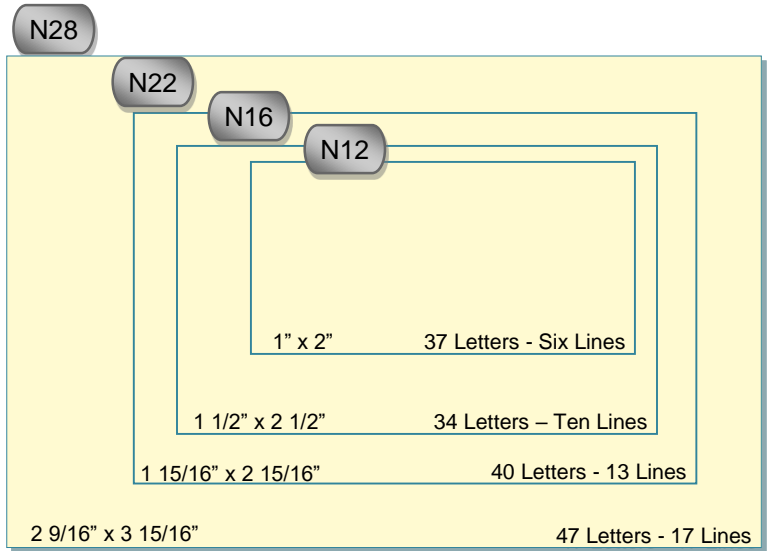 N28
N22
N16
N12
1” x 2” 37 Letters - Six Lines
1 1/2” x 2 1/2” 34 Letters – Ten Lines
1 15/16” x 2 15/16” 40 Letters - 13 Lines
2 9/16” x 3 15/16” 47 Letters - 17 Lines